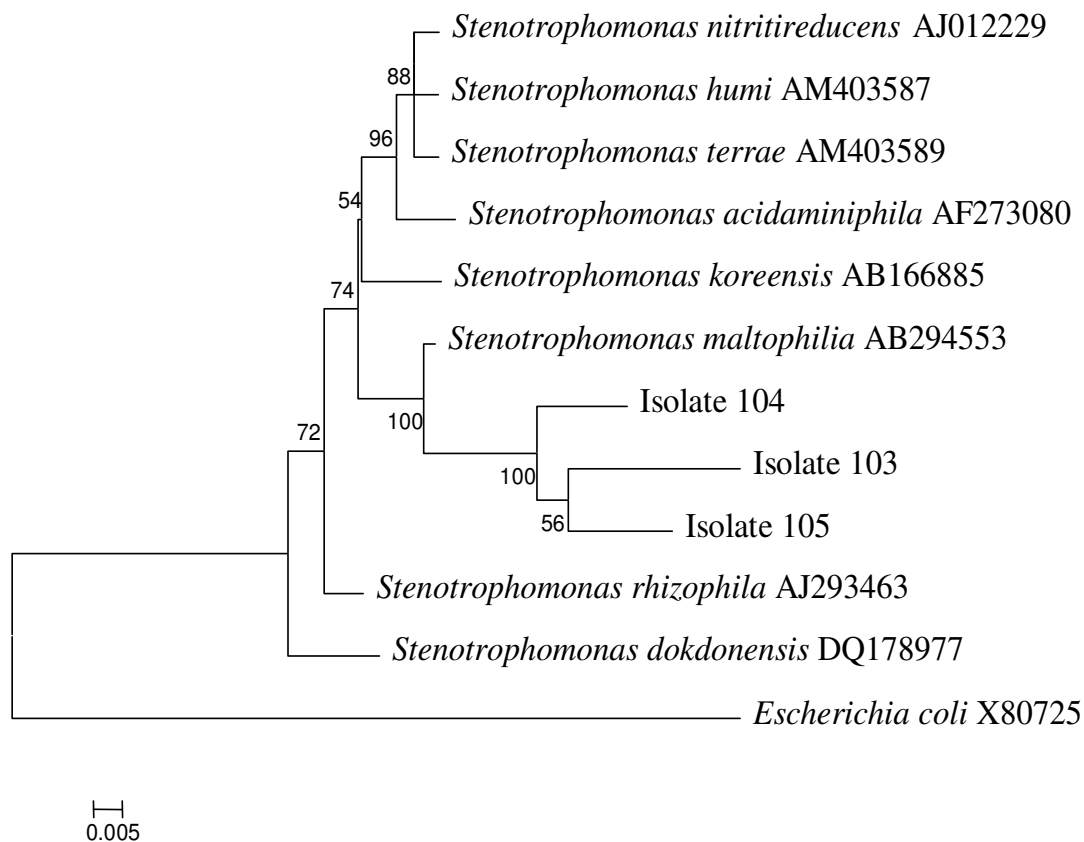 Stenotrophomonas nitritireducens AJ012229
88
Stenotrophomonas humi AM403587
96
Stenotrophomonas terrae AM403589
54
Stenotrophomonas acidaminiphila AF273080
Stenotrophomonas koreensis AB166885
74
Stenotrophomonas maltophilia AB294553
Isolate 104
100
72
Isolate 103
100
56
Isolate 105
Stenotrophomonas rhizophila AJ293463
Stenotrophomonas dokdonensis DQ178977
Escherichia coli X80725
0.005